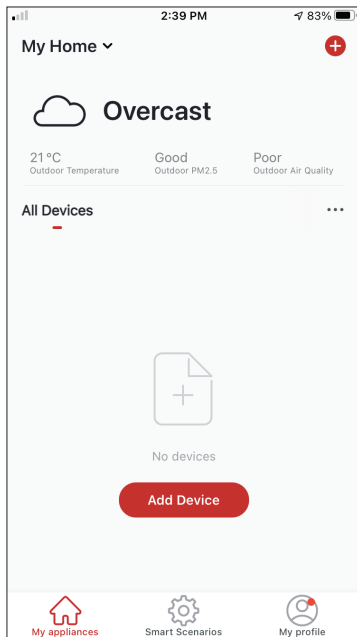 2:39 PM
83%
My Home
Overcast
21 °C
Good
Poor
Outdoor Temperature
Outdoor PM2.5
Outdoor Air Quality
All Devices
No devices
Add Device
My appliances
Smart Scenarios
My profile